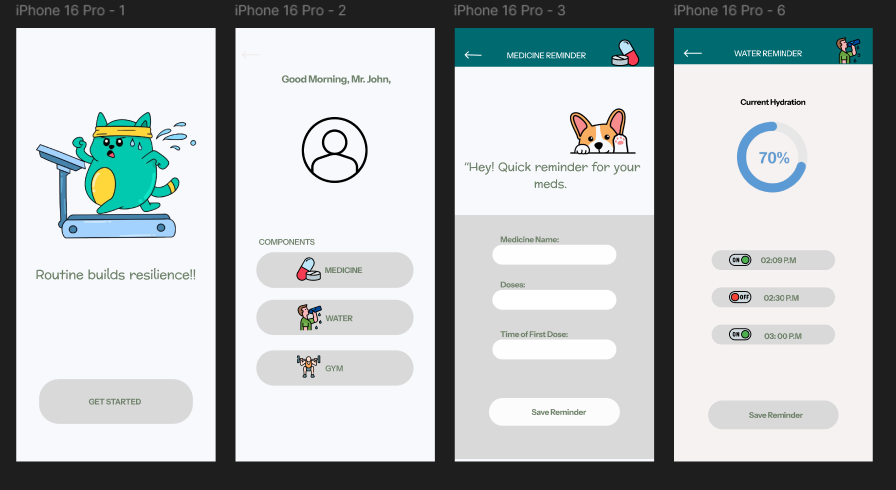 iPhone 16 Pro - 1
Routine builds resilience!!
GET STARTED
iPhone 16 Pro - 2
Good Morning, Mr. John,
COMPONENTS
MEDICINE
WATER
GYM
iPhone 16 Pro - 3
MEDICINE REMINDER
“Hey! Quick reminder for your
meds.
Medicine Name:
Doses:
Time of First Dose:
Save Reminder
iPhone 16 Pro - 6
WATER REMINDER
Current Hydration
70%
ON 02:09 P.M
OFF 02:30 P.M
ON 03: 00 P.M
Save Reminder